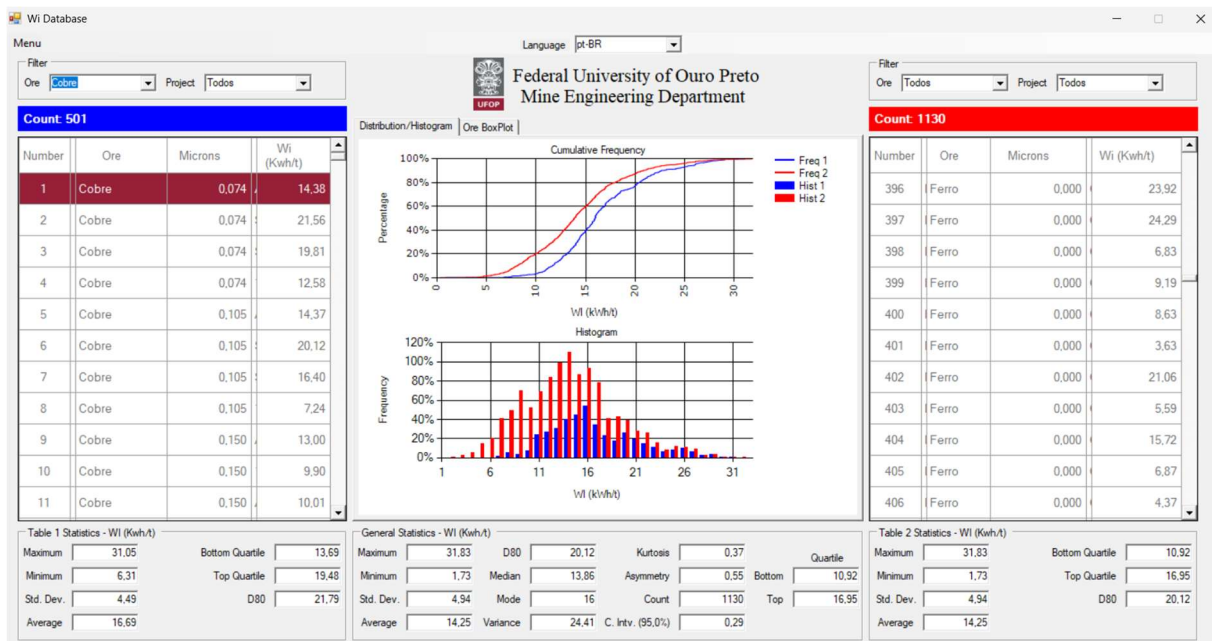 Wi Database
Menu
Language pt-BR
Filter
Ore Cobre Project Todos
Count: 501
Number Ore Microns Wi (Kwh/t)
1 Cobre 0,074 14,38
2 Cobre 0,074 21,56
3 Cobre 0,074 19,81
4 Cobre 0,074 12,58
5 Cobre 0,105 14,37
6 Cobre 0,105 20,12
7 Cobre 0,105 16,40
8 Cobre 0,105 7,24
9 Cobre 0,150 13,00
10 Cobre 0,150 9,90
11 Cobre 0,150 10,01
UFOP
Federal University of Ouro Preto
Mine Engineering Department
Distribution/Histogram Ore BoxPlot
Cumulative Frequency
Percentage
100%
80%
60%
40%
20%
0%
0 5 10 15 20 25 30
WI (kWh/t)
Freq 1
Freq 2
Hist 1
Hist 2
Histogram
Frequency
120%
100%
80%
60%
40%
20%
0%
1 6 11 16 21 26 31
WI (kWh/t)
Filter
Ore Todos Project Todos
Count: 1130
Number Ore Microns Wi (Kwh/t)
396 Ferro 0,000 23,92
397 Ferro 0,000 24,29
398 Ferro 0,000 6,83
399 Ferro 0,000 9,19
400 Ferro 0,000 8,63
401 Ferro 0,000 3,63
402 Ferro 0,000 21,06
403 Ferro 0,000 5,59
404 Ferro 0,000 15,72
405 Ferro 0,000 6,87
406 Ferro 0,000 4,37
Table 1 Statistics - WI (Kwh/t)
Maximum 31,05 Bottom Quartile 13,69
Minimum 6,31 Top Quartile 19,48
Std. Dev. 4,49 D80 21,79
Average 16,69
General Statistics - WI (Kwh/t)
Maximum 31,83 D80 20,12 Kurtosis 0,37 Quartile
Minimum 1,73 Median 13,86 Asymmetry 0,55 Bottom 10,92
Std. Dev. 4,94 Mode 16 Count 1130 Top 16,95
Average 14,25 Variance 24,41 C. Intv. (95,0%) 0,29
Table 2 Statistics - WI (Kwh/t)
Maximum 31,83 Bottom Quartile 10,92
Minimum 1,73 Top Quartile 16,95
Std. Dev. 4,94 D80 20,12
Average 14,25